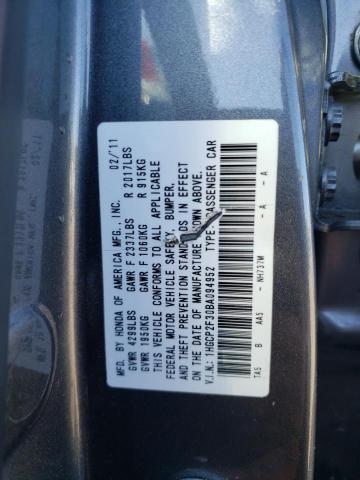 MFD. BY HONDA OF AMERICA MFG., INC. 02/'11
GVWR 4299LBS GAWR F 2337LBS R 2017LBS
GVWR 1950KG GAWR F 1060KG R 915KG
THIS VEHICLE CONFORMS TO ALL APPLICABLE
FEDERAL MOTOR VEHICLE SAFETY, BUMPER,
AND THEFT PREVENTION STANDARDS IN EFFECT
ON THE DATE OF MANUFACTURE SHOWN ABOVE.
V.I.N.: 1HGCP2F30BA094952 TYPE: PASSENGER CAR
TA5 B AA5 - NH737M - A - A